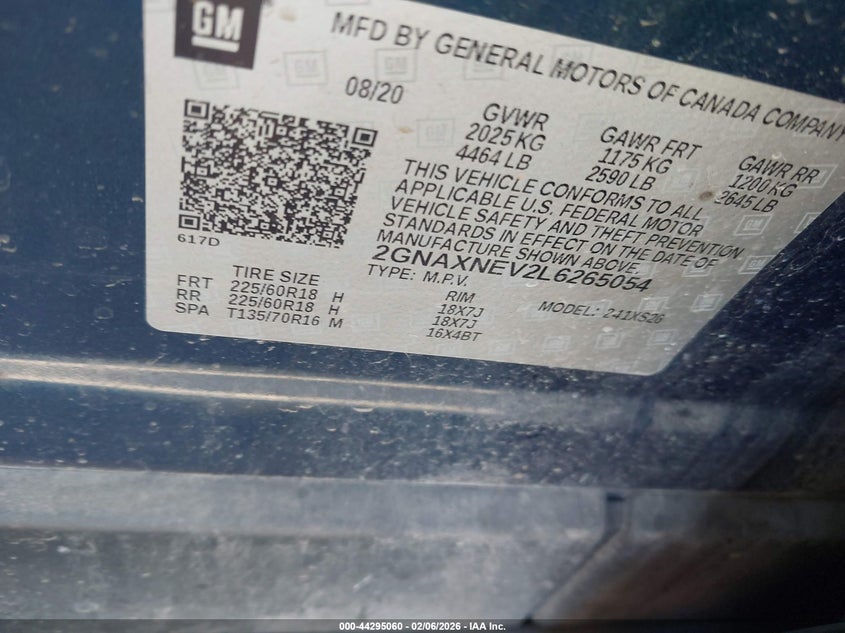 GM
MFD BY GENERAL MOTORS OF CANADA COMPANY
08/20
GVWR
2025 KG
4464 LB
GAWR FRT
1175 KG
2590 LB
GAWR RR
1200 KG
2645 LB
THIS VEHICLE CONFORMS TO ALL
APPLICABLE U.S. FEDERAL MOTOR
VEHICLE SAFETY AND THEFT PREVENTION
STANDARDS IN EFFECT ON THE DATE OF
MANUFACTURE SHOWN ABOVE.
2GNAXNEV2L6265054
TYPE: M.P.V.
617D
TIRE SIZE RIM
FRT 225/60R18 H 18X7J
RR 225/60R18 H 18X7J
SPA T135/70R16 M 16X4BT
MODEL: 241XS26
000-44295060 - 02/06/2026 - IAA Inc.